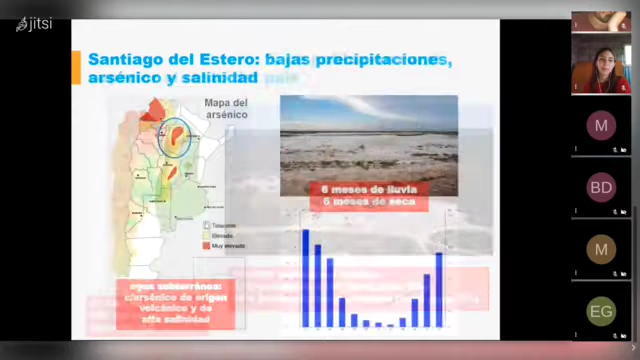 jitsi
Santiago del Estero: bajas precipitaciones,
arsénico y salinidad
Mapa del
arsénico
6 meses de lluvia
6 meses de seca
Elevado
Muy elevado
agua subterránea:
c/arsénico de origen
volcánico y de
alta salinidad
M
BD
M
EG